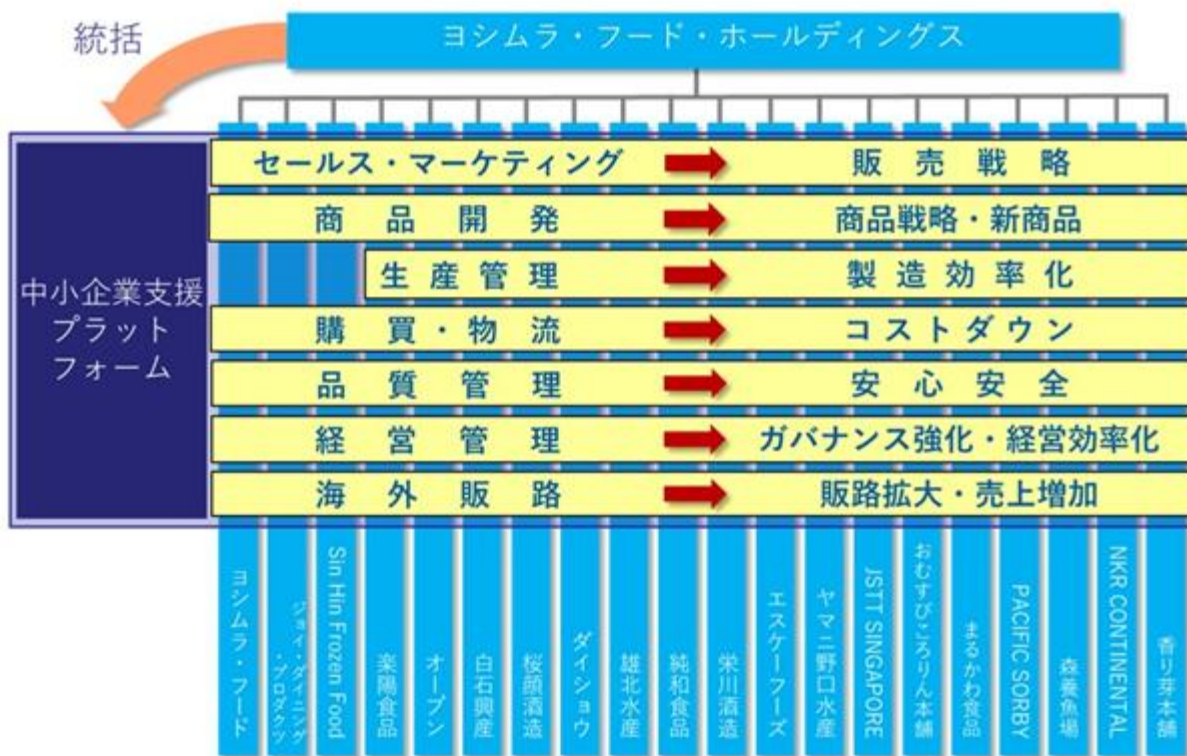 統括
ヨシムラ・フード・ホールディングス
中小企業支援
プラット
フォーム
セールス・マーケティング
販売戦略
商品開発
商品戦略・新商品
生産管理
製造効率化
購買・物流
コストダウン
品質管理
安心安全
経営管理
ガバナンス強化・経営効率化
海外販路
販路拡大・売上増加
ヨシムラ・フード
ジョイ・ダイニング
・プロダクツ
Sin Hin Frozen Food
楽陽食品
オーブン
白石興産
桜顔酒造
ダイショウ
雄北水産
純和食品
栄川酒造
エスケーフーズ
ヤマニ野口水産
JSTT SINGAPORE
おむすびころりん本舗
まるかわ食品
PACIFIC SORBY
森養魚場
NKR CONTINENTAL
香り芽本舗